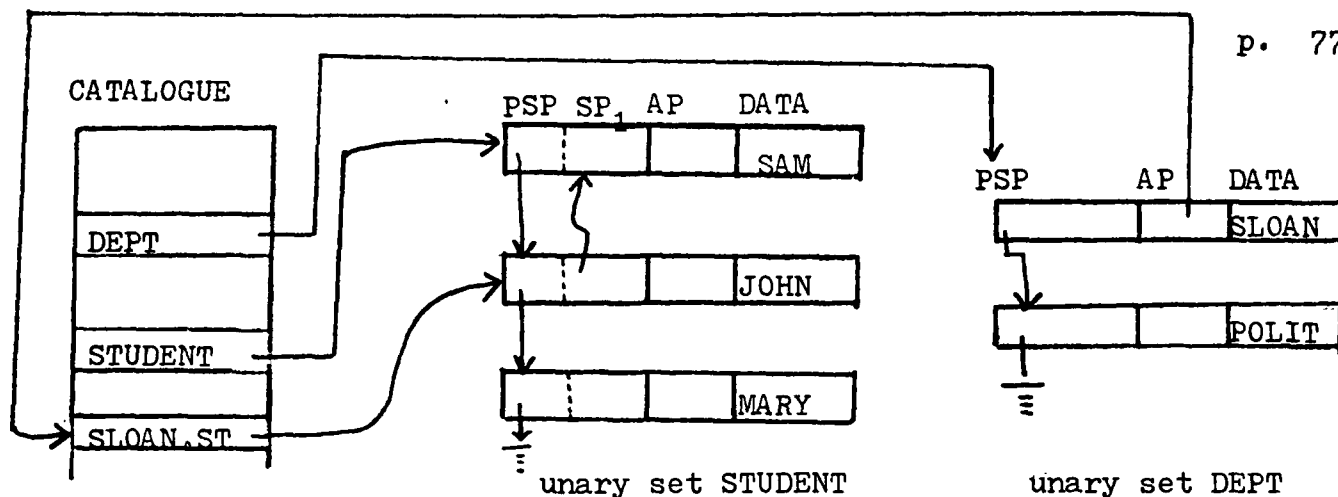 p. 77
CATALOGUE
PSP SP1 AP DATA
SAM
PSP AP DATA
DEPT
SLOAN
JOHN
STUDENT
POLIT
MARY
SLOAN.ST
unary set STUDENT
unary set DEPT